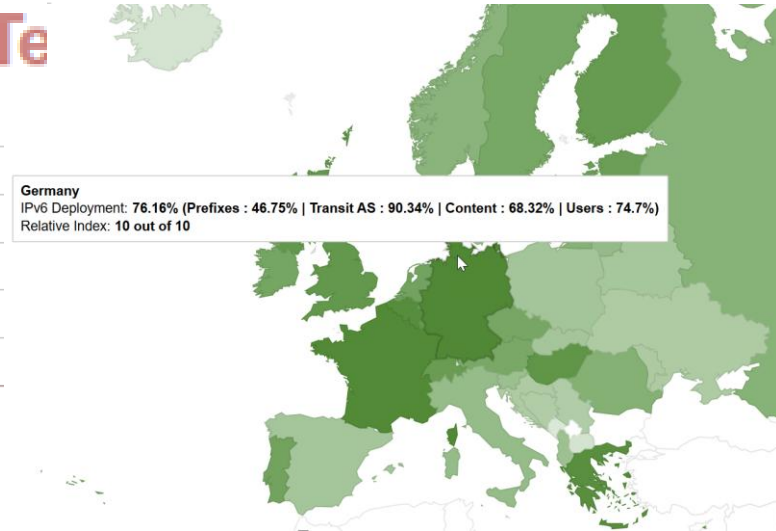 Te
Germany
IPv6 Deployment: 76.16% (Prefixes : 46.75% | Transit AS : 90.34% | Content : 68.32% | Users : 74.7%)
Relative Index: 10 out of 10